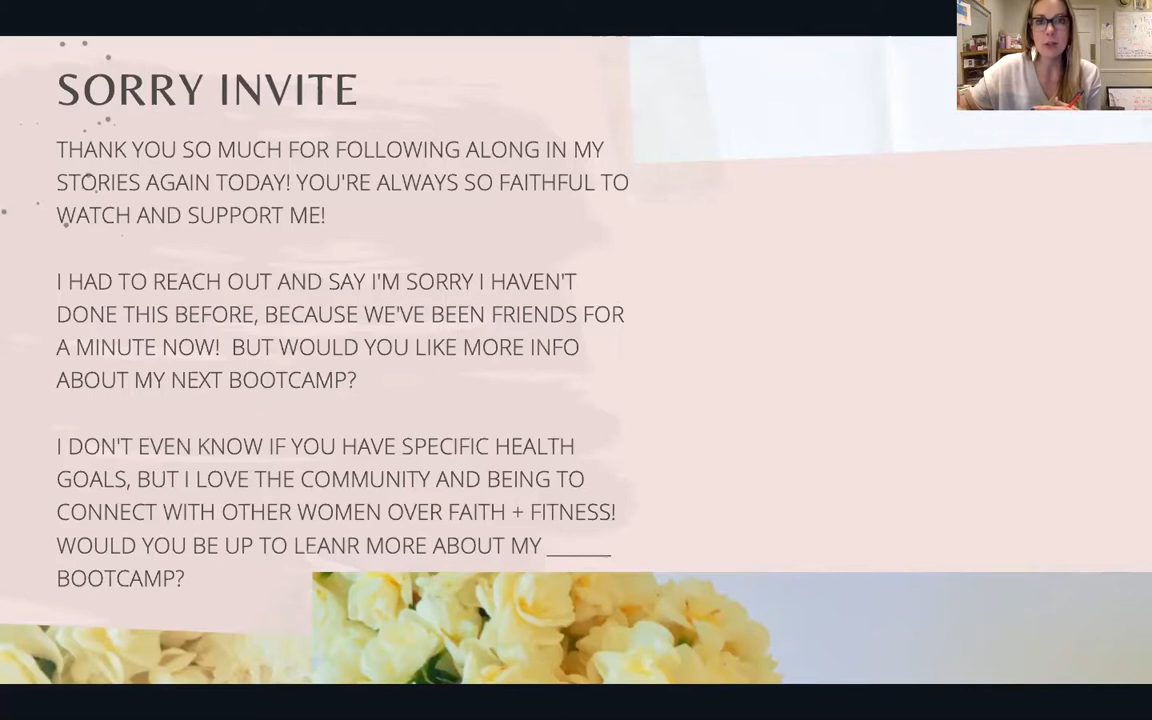 SORRY INVITE
THANK YOU SO MUCH FOR FOLLOWING ALONG IN MY
STORIES AGAIN TODAY! YOU'RE ALWAYS SO FAITHFUL TO
WATCH AND SUPPORT ME!
I HAD TO REACH OUT AND SAY I'M SORRY I HAVEN'T
DONE THIS BEFORE, BECAUSE WE'VE BEEN FRIENDS FOR
A MINUTE NOW! BUT WOULD YOU LIKE MORE INFO
ABOUT MY NEXT BOOTCAMP?
I DON'T EVEN KNOW IF YOU HAVE SPECIFIC HEALTH
GOALS, BUT I LOVE THE COMMUNITY AND BEING TO
CONNECT WITH OTHER WOMEN OVER FAITH + FITNESS!
WOULD YOU BE UP TO LEANR MORE ABOUT MY ______
BOOTCAMP?